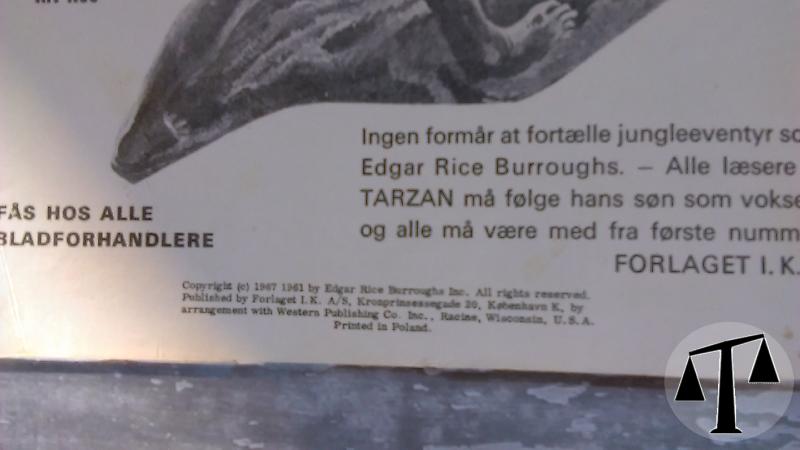 Ingen formår at fortælle jungleeventyr
Edgar Rice Burroughs. — Alle læsere
TARZAN må følge hans søn som
og alle må være med fra første
FORLAGET I.K.
FÅS HOS ALLE
BLADFORHANDLERE
Copyright (c) 1967 1961 by Edgar Rice Burroughs Inc. All rights reserved.
Published by Forlaget I.K. A/S, Kronprinsessegade 20, København K, by
arrangement with Western Publishing Co. Inc., Racine, Wisconsin, U.S.A.
Printed in Poland.